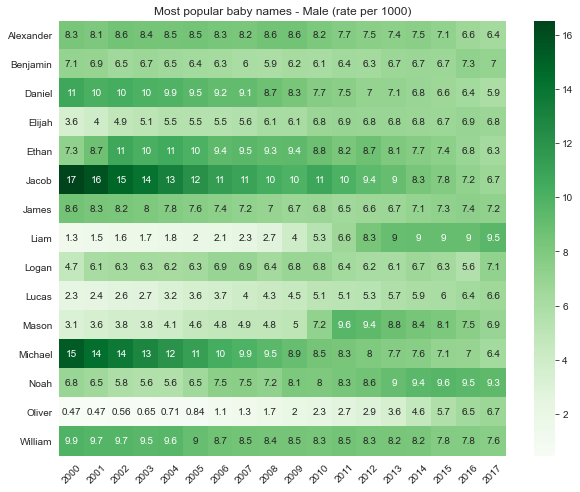 Most popular baby names - Male (rate per 1000)
Alexander 8.3 8.1 8.6 8.4 8.5 8.5 8.3 8.2 8.6 8.6 8.2 7.7 7.5 7.4 7.5 7.1 6.6 6.4
Benjamin 7.1 6.9 6.5 6.7 6.5 6.4 6.3 6 5.9 6.2 6.1 6.4 6.3 6.7 6.7 6.7 7.3 7
Daniel 11 10 10 10 9.9 9.5 9.2 9.1 8.7 8.3 7.7 7.5 7 7.1 6.8 6.6 6.4 5.9
Elijah 3.6 4 4.9 5.1 5.5 5.5 5.5 5.6 6.1 6.1 6.8 6.9 6.8 6.8 6.8 6.7 6.9 6.8
Ethan 7.3 8.7 11 10 11 10 9.4 9.5 9.3 9.4 8.8 8.2 8.7 8.1 7.7 7.4 6.8 6.3
Jacob 17 16 15 14 13 12 11 11 10 10 11 10 9.4 9 8.3 7.8 7.2 6.7
James 8.6 8.3 8.2 8 7.8 7.6 7.4 7.2 7 6.7 6.8 6.5 6.6 6.7 7.1 7.3 7.4 7.2
Liam 1.3 1.5 1.6 1.7 1.8 2 2.1 2.3 2.7 4 5.3 6.6 8.3 9 9 9 9 9.5
Logan 4.7 6.1 6.3 6.3 6.2 6.3 6.9 6.9 6.4 6.8 6.8 6.4 6.2 6.1 6.7 6.3 5.6 7.1
Lucas 2.3 2.4 2.6 2.7 3.2 3.6 3.7 4 4.3 4.5 5.1 5.1 5.3 5.7 5.9 6 6.4 6.6
Mason 3.1 3.6 3.8 3.8 4.1 4.6 4.8 4.9 4.8 5 7.2 9.6 9.4 8.8 8.4 8.1 7.5 6.9
Michael 15 14 14 13 12 11 10 9.9 9.5 8.9 8.5 8.3 8 7.7 7.6 7.1 7 6.4
Noah 6.8 6.5 5.8 5.6 5.6 6.5 7.5 7.5 7.2 8.1 8 8.3 8.6 9 9.4 9.6 9.5 9.3
Oliver 0.47 0.47 0.56 0.65 0.71 0.84 1.1 1.3 1.7 2 2.3 2.7 2.9 3.6 4.6 5.7 6.5 6.7
William 9.9 9.7 9.7 9.5 9.6 9 8.7 8.5 8.4 8.5 8.3 8.3 8.3 8.2 8.2 7.8 7.8 7.6
2000 2001 2002 2003 2004 2005 2006 2007 2008 2009 2010 2011 2012 2013 2014 2015 2016 2017
16
14
12
10
8
6
4
2